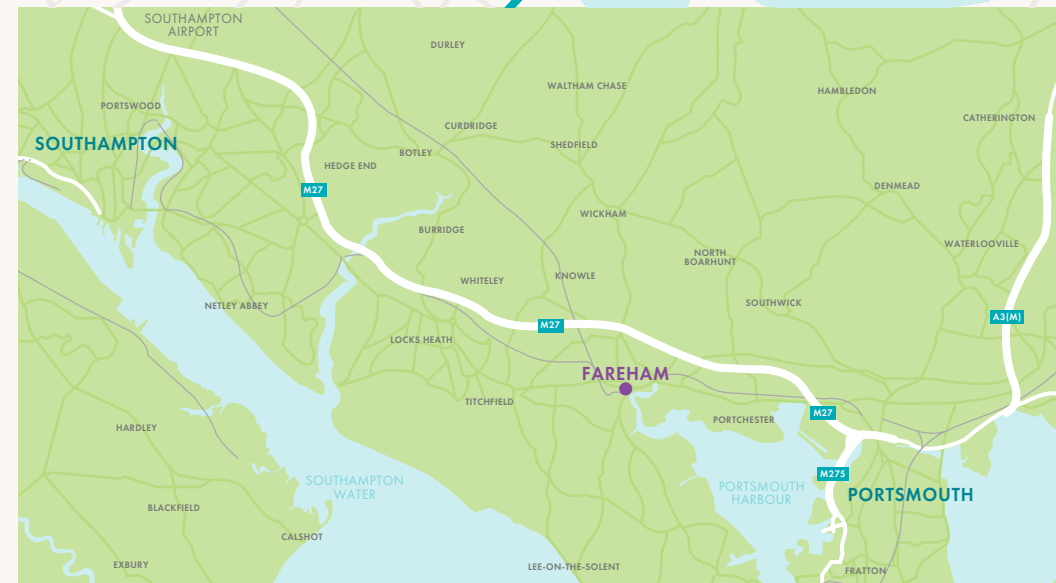 SOUTHAMPTON
AIRPORT
DURLEY
WALTHAM CHASE
HAMBLEDON
PORTSWOOD
CATHERINGTON
CURDRIDGE
SOUTHAMPTON
SHEDFIELD
BOTLEY
HEDGE END
DENMEAD
M27
WICKHAM
BURRIDGE
WATERLOOVILLE
NORTH
BOARHUNT
KNOWLE
WHITELEY
SOUTHWICK
NETLEY ABBEY
A3(M)
M27
LOCKS HEATH
FAREHAM
TITCHFIELD
M27
PORTCHESTER
HARDLEY
M275
SOUTHAMPTON
WATER
PORTSMOUTH
HARBOUR
PORTSMOUTH
BLACKFIELD
CALSHOT
EXBURY
LEE-ON-THE-SOLENT
FRATTON